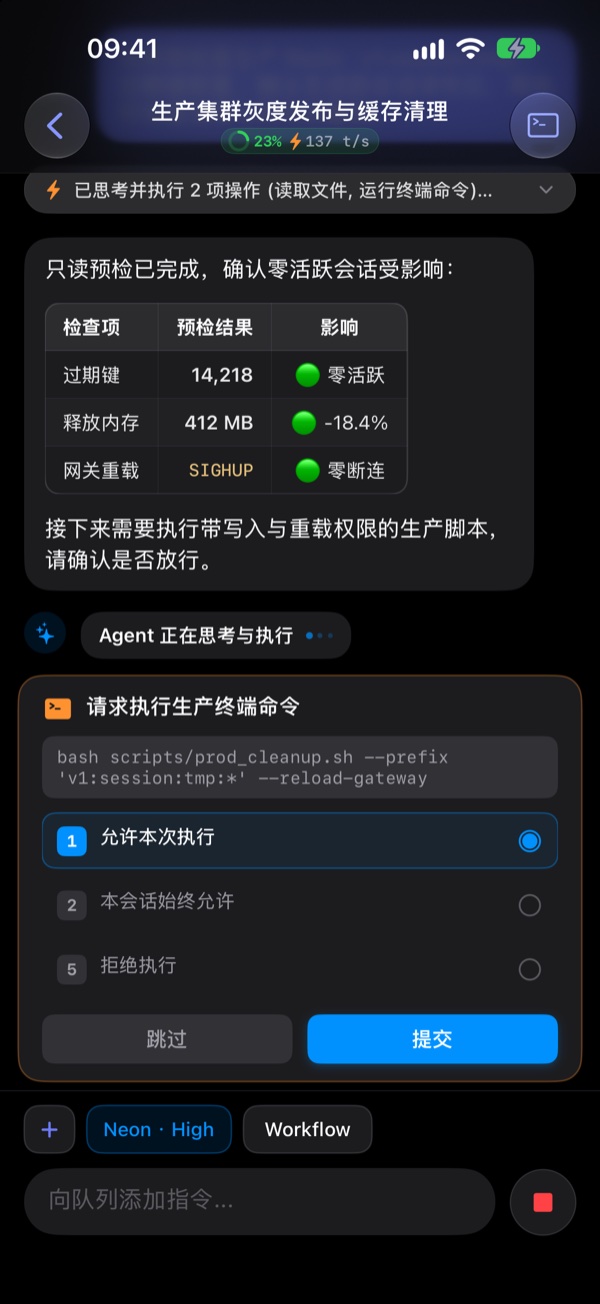 09:41
生产集群灰度发布与缓存清理
23% 137 t/s
已思考并执行 2 项操作 (读取文件, 运行终端命令)...
只读预检已完成，确认零活跃会话受影响：
检查项 预检结果 影响
过期键 14,218 零活跃
释放内存 412 MB -18.4%
网关重载 SIGHUP 零断连
接下来需要执行带写入与重载权限的生产脚本，
请确认是否放行。
Agent 正在思考与执行
请求执行生产终端命令
bash scripts/prod_cleanup.sh --prefix
'v1:session:tmp:*' --reload-gateway
1 允许本次执行
2 本会话始终允许
5 拒绝执行
跳过 提交
+ Neon · High Workflow
向队列添加指令...